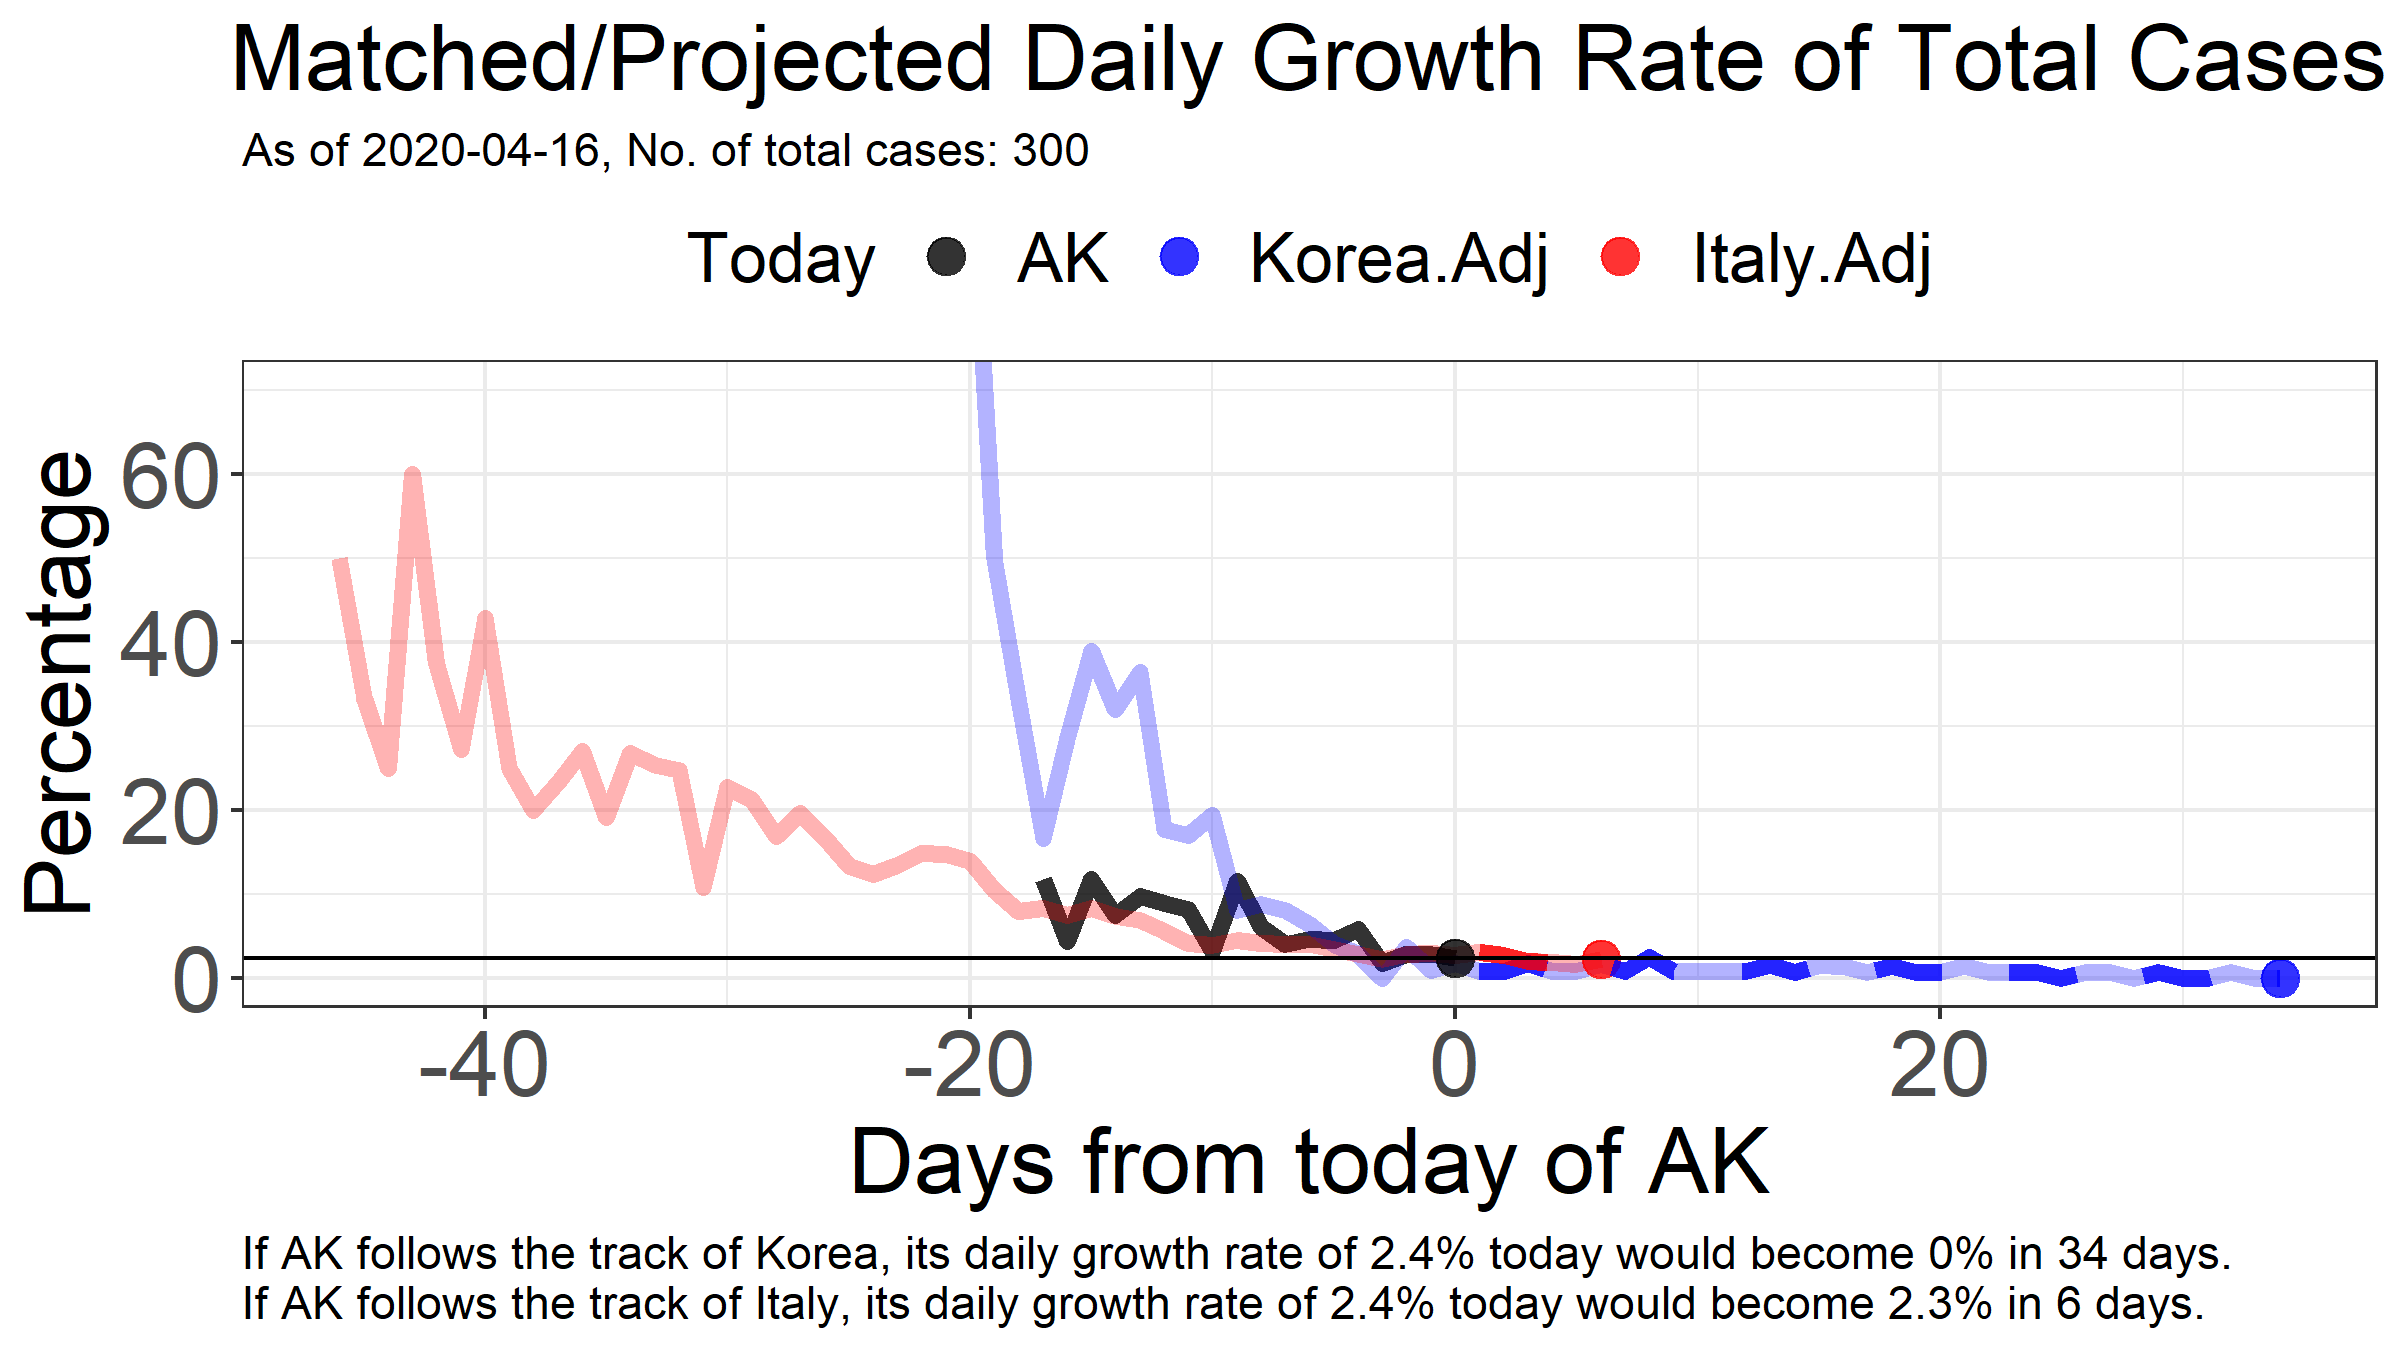 Matched/Projected Daily Growth Rate of Total Cases
As of 2020-04-16, No. of total cases: 300
Today AK Korea.Adj Italy.Adj
Percentage
60
40
20
0
-40 -20 0 20
Days from today of AK
If AK follows the track of Korea, its daily growth rate of 2.4% today would become 0% in 34 days.
If AK follows the track of Italy, its daily growth rate of 2.4% today would become 2.3% in 6 days.